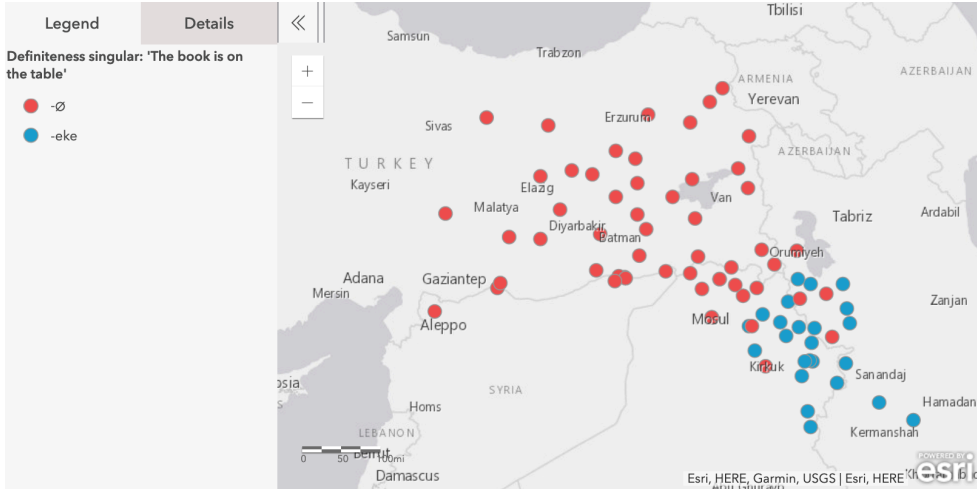 Legend
Details
Definiteness singular: 'The book is on
the table'
-Ø
-eke
+
−
Tbilisi
Samsun
Trabzon
ARMENIA
AZERBAIJAN
Yerevan
Sivas
Erzurum
AZERBAIJAN
TURKEY
Kayseri
Elazig
Van
Malatya
Tabriz
Ardabil
Diyarbakir
Batman
Orumiyeh
Adana
Gaziantep
Mersin
Zanjan
Aleppo
Mosul
Kirkuk
Sanandaj
SYRIA
Homs
Hamadan
LEBANON
Kermanshah
0 50 100mi
Beirut
Damascus
POWERED BY
esri
Esri, HERE, Garmin, USGS | Esri, HERE